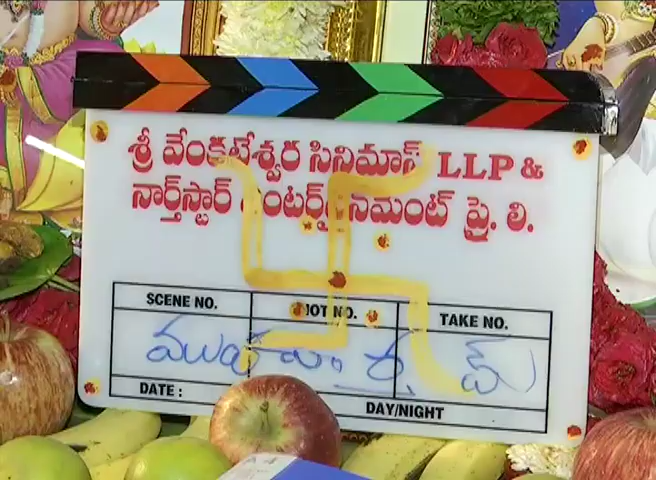 శ్రీ వేంకటేశ్వర సినిమాస్ LLP &
నార్త్‌స్టార్ ఎంటర్‌టైన్‌మెంట్ ప్రై. లి.
SCENE NO. SHOT NO. TAKE NO.
DATE :
DAY/NIGHT